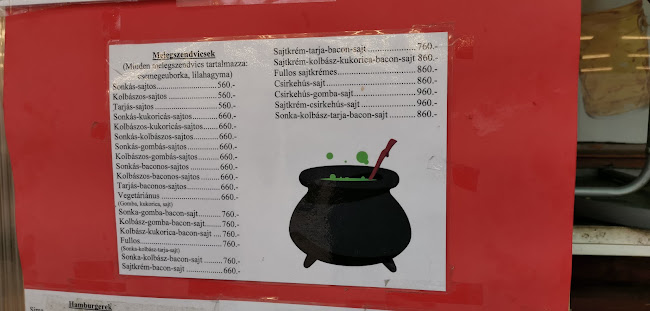 Melegszendvicsek
(Minden melegszendvics tartalmazza:
csemegeuborka, lilahagyma)
Sonkás-sajtos 560.-
Kolbászos-sajtos 560.-
Tarjás-sajtos 560.-
Sonkás-kukoricás-sajtos 660.-
Kolbászos-kukoricás-sajtos 660.-
Sonkás-kolbászos-sajtos 660.-
Sonkás-gombás-sajtos 660.-
Kolbászos-gombás-sajtos 660.-
Sonkás-baconos-sajtos 660.-
Kolbászos-baconos-sajtos 660.-
Tarjás-baconos-sajtos 660.-
Vegetáriánus 660.-
(Gomba, kukorica, sajt)
Sonka-gomba-bacon-sajt 760.-
Kolbász-gomba-bacon-sajt 760.-
Kolbász-kukorica-bacon-sajt 760.-
Fullos 760.-
(Sonka-kolbász-tarja-sajt)
Sonka-kolbász-bacon-sajt 760.-
Sajtkrém-bacon-sajt 660.-
Sajtkrém-tarja-bacon-sajt 760.-
Sajtkrém-kolbász-kukorica-bacon-sajt 860.-
Fullos sajtkrémes 860.-
Csirkehús-sajt 860.-
Csirkehús-gomba-sajt 960.-
Sajtkrém-csirkehús-sajt 960.-
Sonka-kolbász-tarja-bacon-sajt 860.-
Hamburgerek